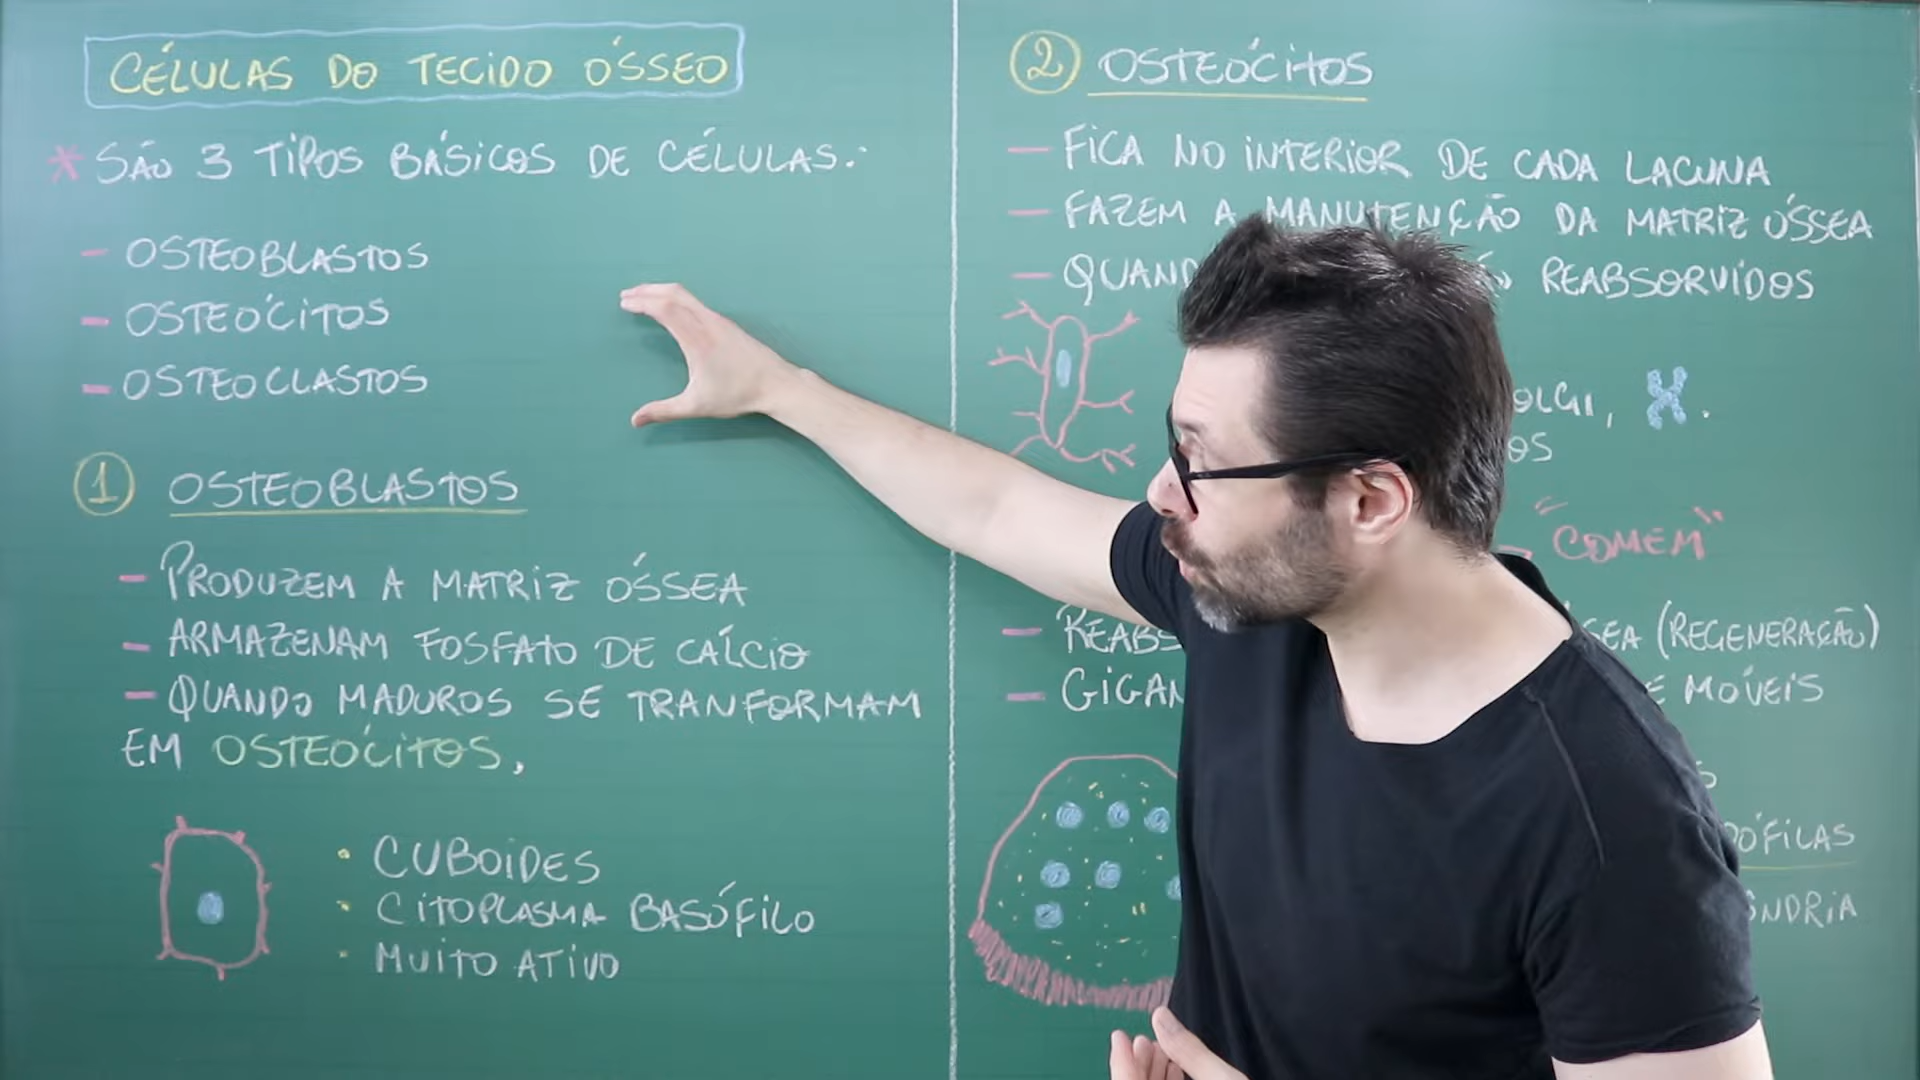 CÉLULAS DO TECIDO ÓSSEO
* SÃO 3 TIPOS BÁSICOS DE CÉLULAS:
- OSTEOBLASTOS
- OSTEÓCITOS
- OSTEOCLASTOS
1 OSTEOBLASTOS
- PRODUZEM A MATRIZ ÓSSEA
- ARMAZENAM FOSFATO DE CÁLCIO
- QUANDO MADUROS SE TRANFORMAM
EM OSTEÓCITOS.
• CUBOIDES
• CITOPLASMA BASÓFILO
• MUITO ATIVO
2 OSTEÓCITOS
- FICA NO INTERIOR DE CADA LACUNA
- FAZEM A MANUTENÇÃO DA MATRIZ ÓSSEA
- REABSORVIDOS
"COMEM"
- (REGENERAÇÃO)
- E MÓVEIS